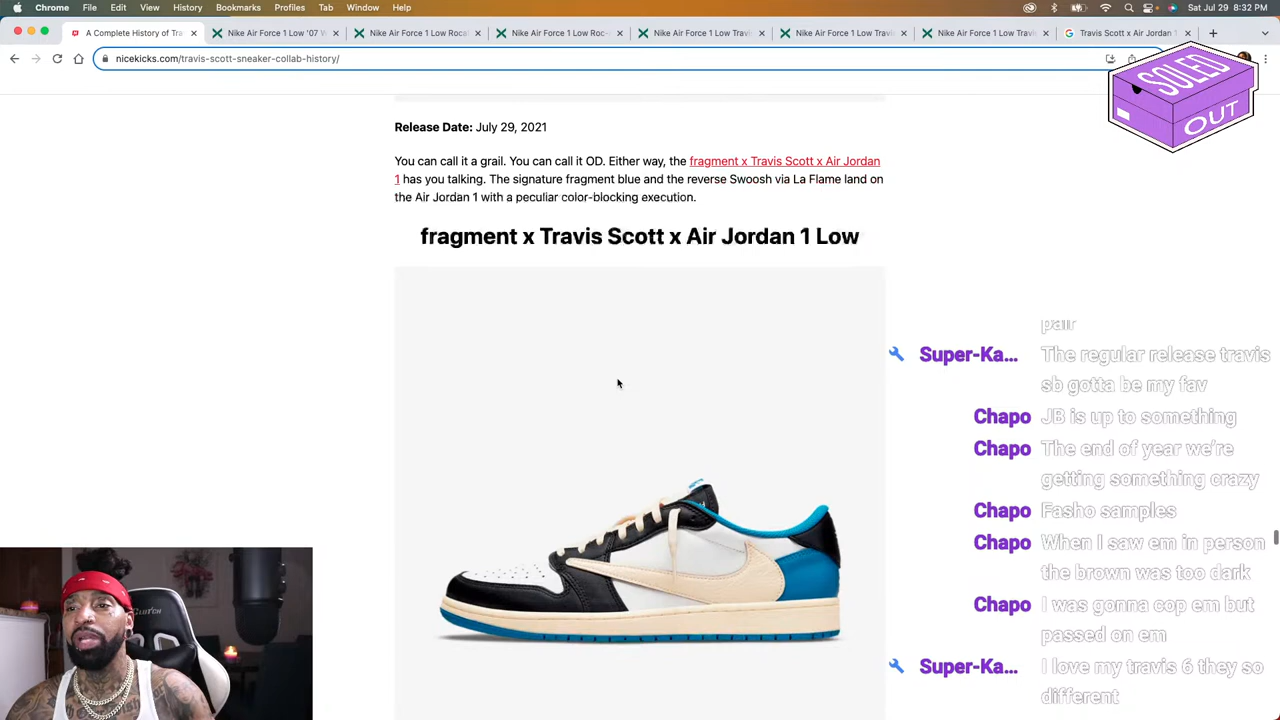 Chrome File Edit View History Bookmarks Profiles Tab Window Help Sat Jul 29 8:32 PM
A Complete History of Tra Nike Air Force 1 Low '07 W Nike Air Force 1 Low Rocaf Nike Air Force 1 Low Roc-a Nike Air Force 1 Low Travis Nike Air Force 1 Low Travis Nike Air Force 1 Low Travis Travis Scott x Air Jordan 1
nicekicks.com/travis-scott-sneaker-collab-history/
SOLED
OUT
Release Date: July 29, 2021
You can call it a grail. You can call it OD. Either way, the fragment x Travis Scott x Air Jordan
1 has you talking. The signature fragment blue and the reverse Swoosh via La Flame land on
the Air Jordan 1 with a peculiar color-blocking execution.
fragment x Travis Scott x Air Jordan 1 Low
pair
Super-Ka... The regular release travis
sb gotta be my fav
Chapo JB is up to something
Chapo The end of year we're
getting something crazy
Chapo Fasho samples
Chapo When I saw em in person
the brown was too dark
Chapo I was gonna cop em but
passed on em
Super-Ka... I love my travis 6 they so
different
CLUTCH